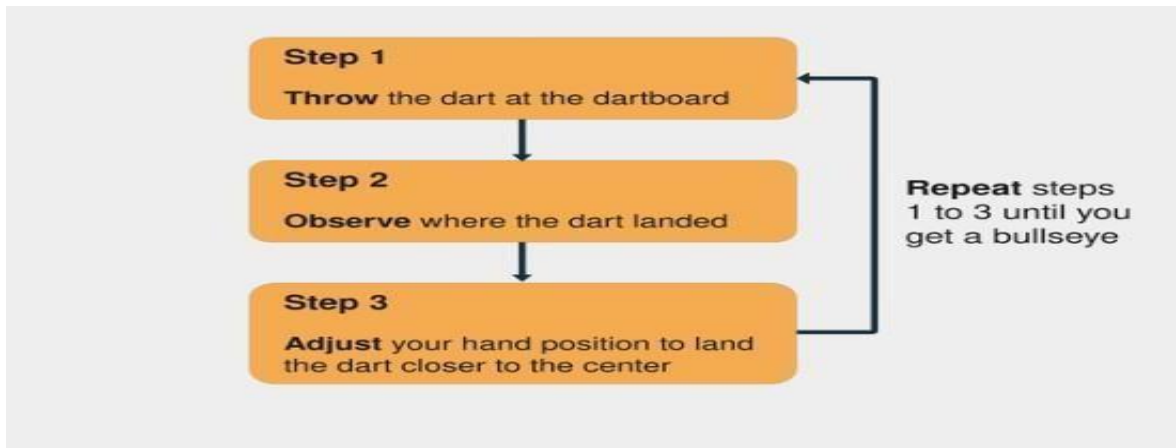 Step 1
Throw the dart at the dartboard
Step 2
Observe where the dart landed
Step 3
Adjust your hand position to land
the dart closer to the center
Repeat steps
1 to 3 until you
get a bullseye